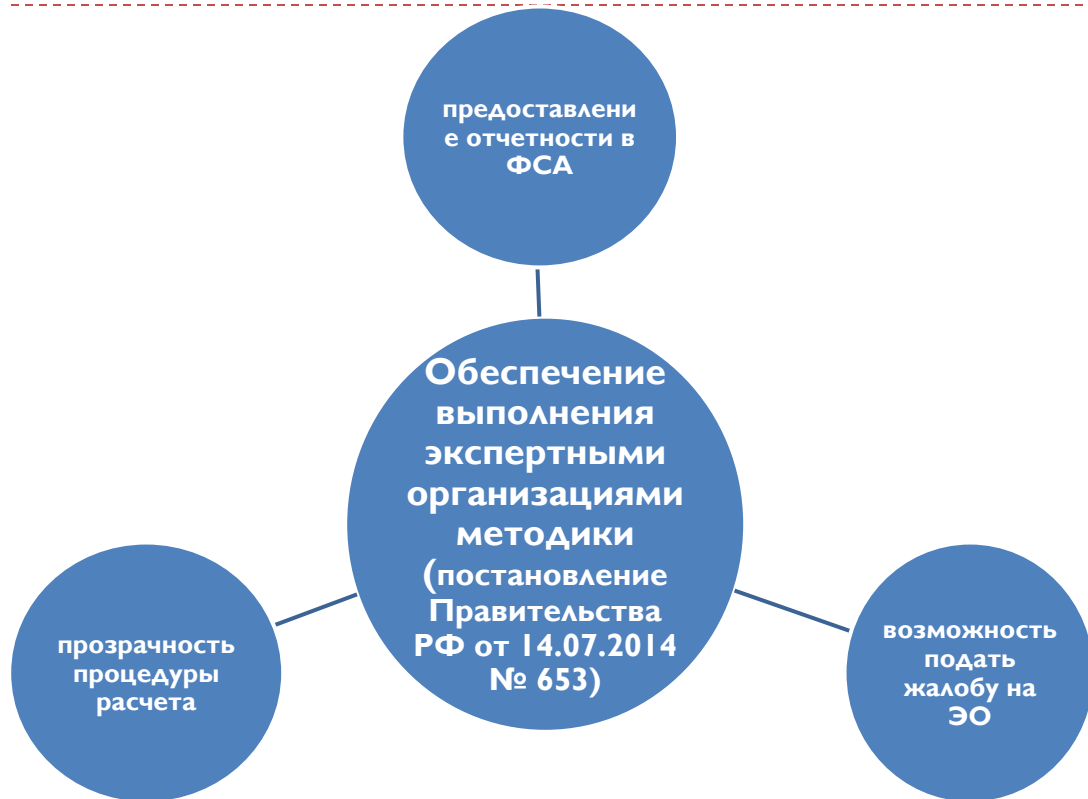 предоставлени
е отчетности в
ФСА
Обеспечение
выполнения
экспертными
организациями
методики
(постановление
Правительства
РФ от 14.07.2014
№ 653)
прозрачность
процедуры
расчета
возможность
подать
жалобу на
ЭО